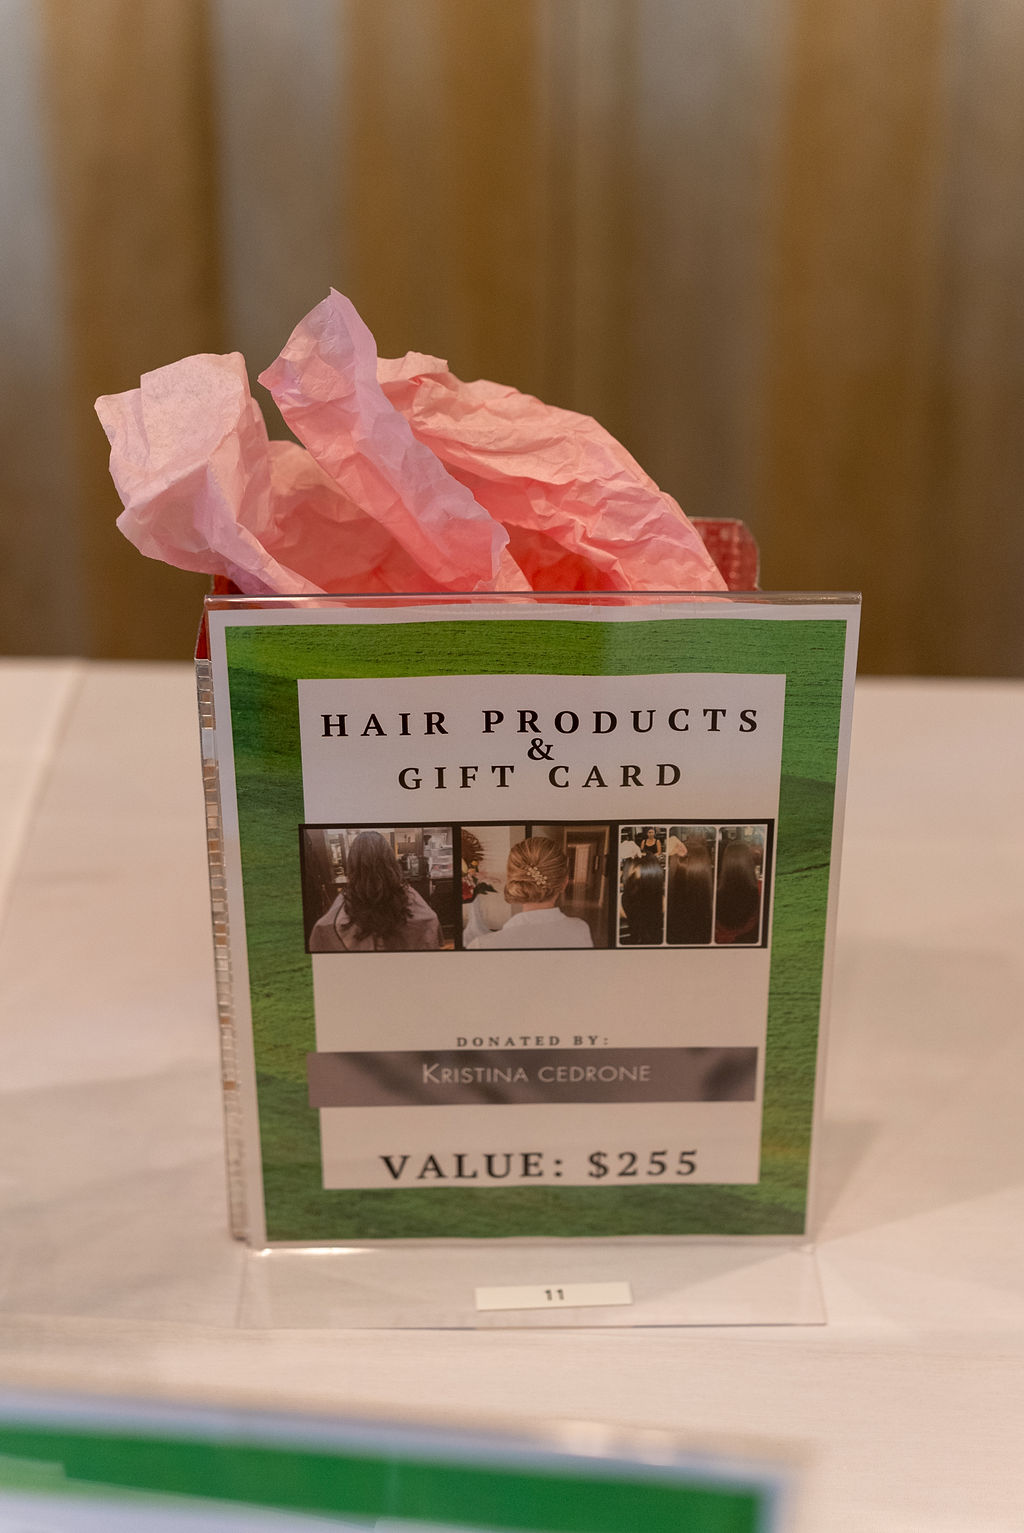 HAIR PRODUCTS
&
GIFT CARD
DONATED BY:
KRISTINA CEDRONE
VALUE: $255
11